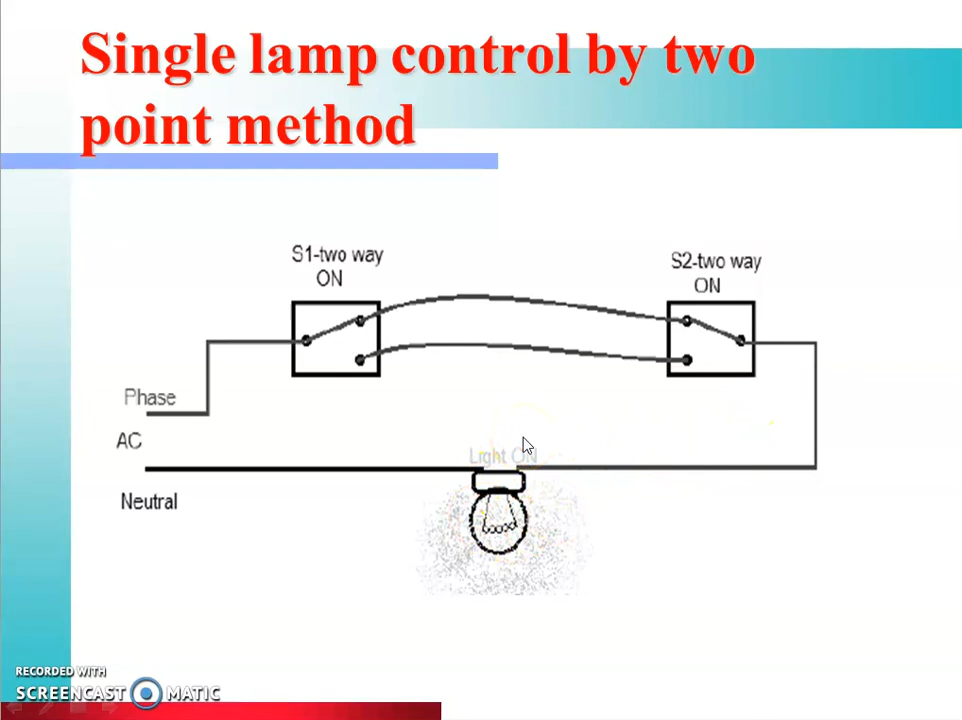 Single lamp control by two
point method
S1-two way
ON
S2-two way
ON
Phase
AC
Light ON
Neutral
RECORDED WITH
SCREENCAST MATIC